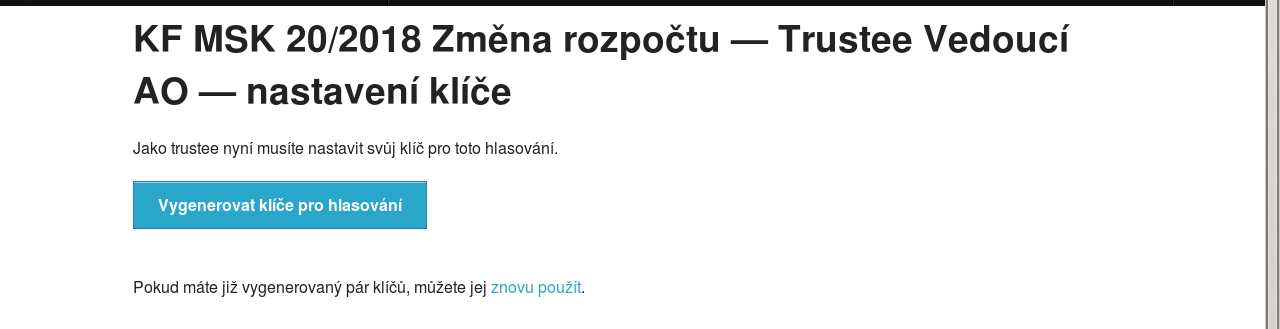 KF MSK 20/2018 Změna rozpočtu — Trustee Vedoucí
AO — nastavení klíče
Jako trustee nyní musíte nastavit svůj klíč pro toto hlasování.
Vygenerovat klíče pro hlasování
Pokud máte již vygenerovaný pár klíčů, můžete jej znovu použít.